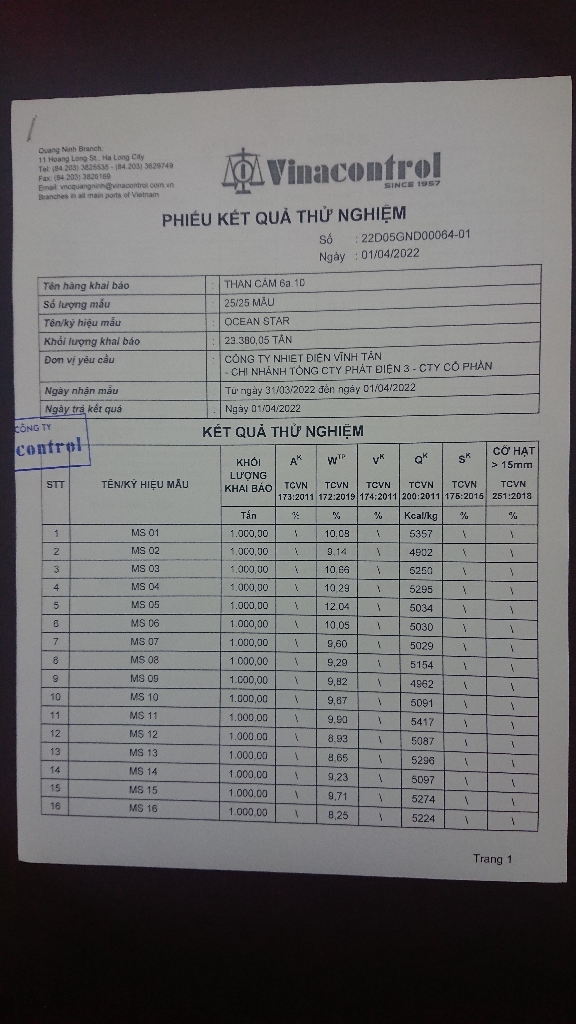 Quang Ninh Branch:
11 Hoang Long St., Ha Long City
Tel: (84.203) 3825535 - (84.203) 3629749
Fax: (84.203) 3826169
Email: vncquangninh@vinacontrol.com.vn
Branches in all main ports of Vietnam
Vinacontrol
SINCE 1957
PHIẾU KẾT QUẢ THỬ NGHIỆM
Số : 22D05GND00064-01
Ngày : 01/04/2022
Tên hàng khai báo : THAN CÁM 6a.10
Số lượng mẫu : 25/25 MẪU
Tên/ký hiệu mẫu : OCEAN STAR
Khối lượng khai báo : 23.380,05 TẤN
Đơn vị yêu cầu : CÔNG TY NHIỆT ĐIỆN VĨNH TÂN
- CHI NHÁNH TỔNG CTY PHÁT ĐIỆN 3 - CTY CỔ PHẦN
Ngày nhận mẫu : Từ ngày 31/03/2022 đến ngày 01/04/2022
Ngày trả kết quả : Ngày 01/04/2022
CÔNG TY
control
KẾT QUẢ THỬ NGHIỆM
STT TÊN/KÝ HIỆU MẪU KHỐI LƯỢNG KHAI BÁO A^K W^TP V^K Q^K S^K CỠ HẠT > 15mm
TCVN 173:2011 TCVN 172:2019 TCVN 174:2011 TCVN 200:2011 TCVN 175:2015 TCVN 251:2018
Tấn % % % Kcal/kg % %
1 MS 01 1.000,00 \ 10,08 \ 5357 \ \
2 MS 02 1.000,00 \ 9,14 \ 4902 \ \
3 MS 03 1.000,00 \ 10,66 \ 5250 \ \
4 MS 04 1.000,00 \ 10,29 \ 5295 \ \
5 MS 05 1.000,00 \ 12,04 \ 5034 \ \
6 MS 06 1.000,00 \ 10,05 \ 5030 \ \
7 MS 07 1.000,00 \ 9,60 \ 5029 \ \
8 MS 08 1.000,00 \ 9,29 \ 5154 \ \
9 MS 09 1.000,00 \ 9,82 \ 4962 \ \
10 MS 10 1.000,00 \ 9,67 \ 5091 \ \
11 MS 11 1.000,00 \ 9,90 \ 5417 \ \
12 MS 12 1.000,00 \ 8,93 \ 5087 \ \
13 MS 13 1.000,00 \ 8,65 \ 5296 \ \
14 MS 14 1.000,00 \ 9,23 \ 5097 \ \
15 MS 15 1.000,00 \ 9,71 \ 5274 \ \
16 MS 16 1.000,00 \ 8,25 \ 5224 \ \
Trang 1